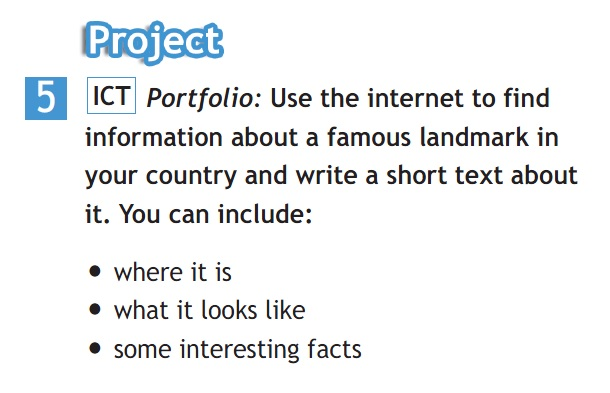 Project
5 ICT Portfolio: Use the internet to find
information about a famous landmark in
your country and write a short text about
it. You can include:
• where it is
• what it looks like
• some interesting facts